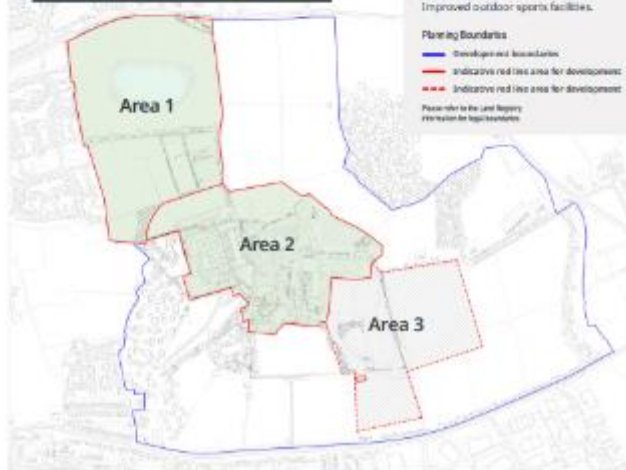 Improved outdoor sports facilities.
Planning Boundaries
Development boundaries
Indicative red line area for development
Indicative red line area for development
Please refer to the Land Registry
information for legal boundaries
Area 1
Area 2
Area 3